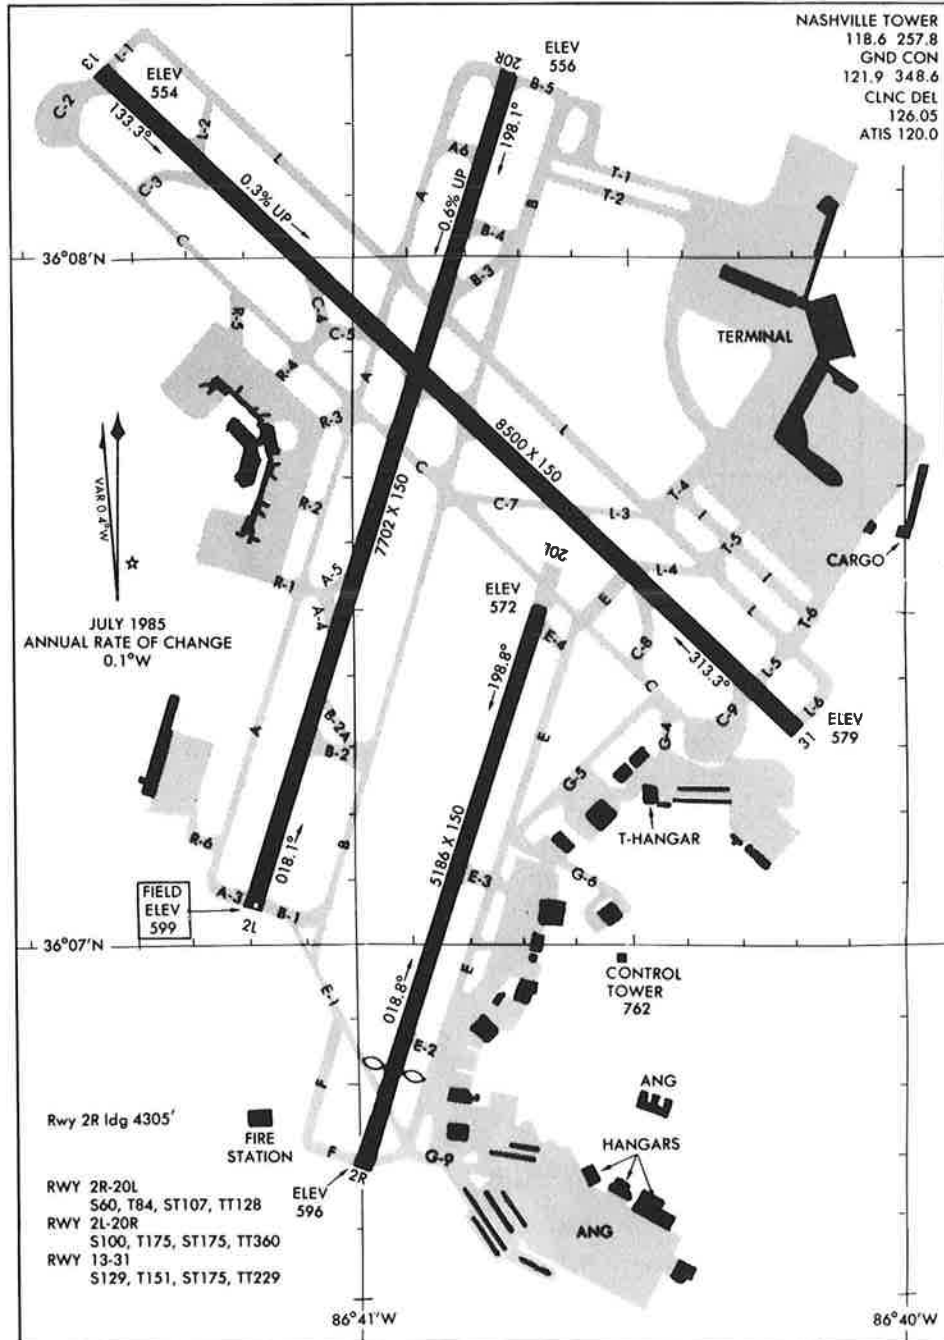 NASHVILLE TOWER
118.6 257.8
GND CON
121.9 348.6
CLNC DEL
126.05
ATIS 120.0
13
L-1
ELEV
554
C-2
133.3°
L-2
L
C-3
0.3% UP
C
20R
ELEV
556
B-5
198.1°
A6
A
0.6% UP
B
B-4
B-3
T-1
T-2
36°08'N
TERMINAL
R-5
C-4
C-5
R-4
A
R-3
8500 X 150
L
C
7702 X 150
R-2
C-7
L-3
T-4
T-5
T-6
CARGO
VAR 0.4°W
R-1
A-5
A-4
20L
ELEV
572
L-4
L
E
E-4
C-8
L-5
JULY 1985
ANNUAL RATE OF CHANGE
0.1°W
198.8°
313.3°
C
C-9
L-6
ELEV
579
31
A
B-2A
B-2
E
G-4
G-5
T-HANGAR
B
R-6
018.1°
5186 X 150
E-3
G-6
FIELD
ELEV
599
A-3
B-1
2L
36°07'N
E
E-1
018.8°
CONTROL
TOWER
762
E-2
F
ANG
E
Rwy 2R ldg 4305'
FIRE
STATION
F
2R
G-9
HANGARS
ELEV
596
ANG
RWY 2R-20L
S60, T84, ST107, TT128
RWY 2L-20R
S100, T175, ST175, TT360
RWY 13-31
S129, T151, ST175, TT229
86°41'W
86°40'W